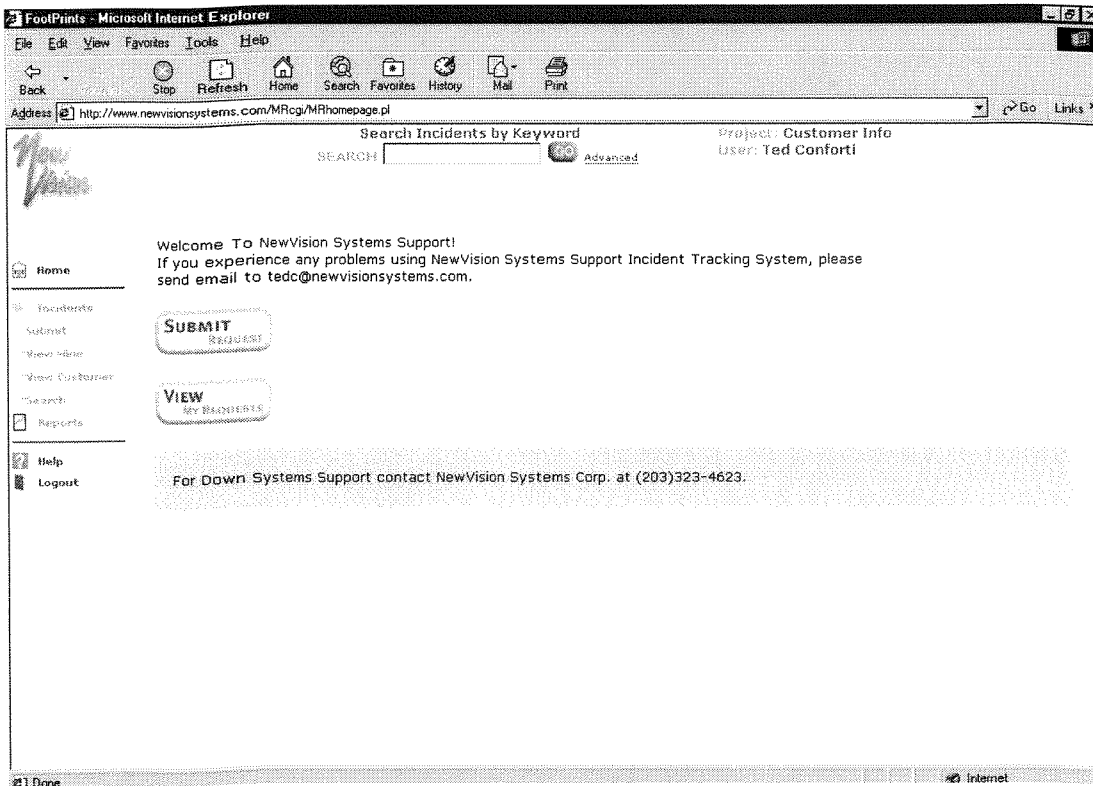 FootPrints - Microsoft Internet Explorer
File Edit View Favorites Tools Help
Back Stop Refresh Home Search Favorites History Mail Print
Address http://www.newvisionsystems.com/MRcgi/MRhomepage.pl Go Links
New Vision
Search Incidents by Keyword
SEARCH GO Advanced
Project: Customer Info
User: Ted Conforti
Welcome To NewVision Systems Support!
If you experience any problems using NewVision Systems Support Incident Tracking System, please
send email to tedc@newvisionsystems.com.
Home
Incidents
Submit
View Mine
View Customer
Search
Reports
Help
Logout
SUBMIT
REQUEST
VIEW
MY REQUESTS
For Down Systems Support contact NewVision Systems Corp. at (203)323-4623.
Done Internet